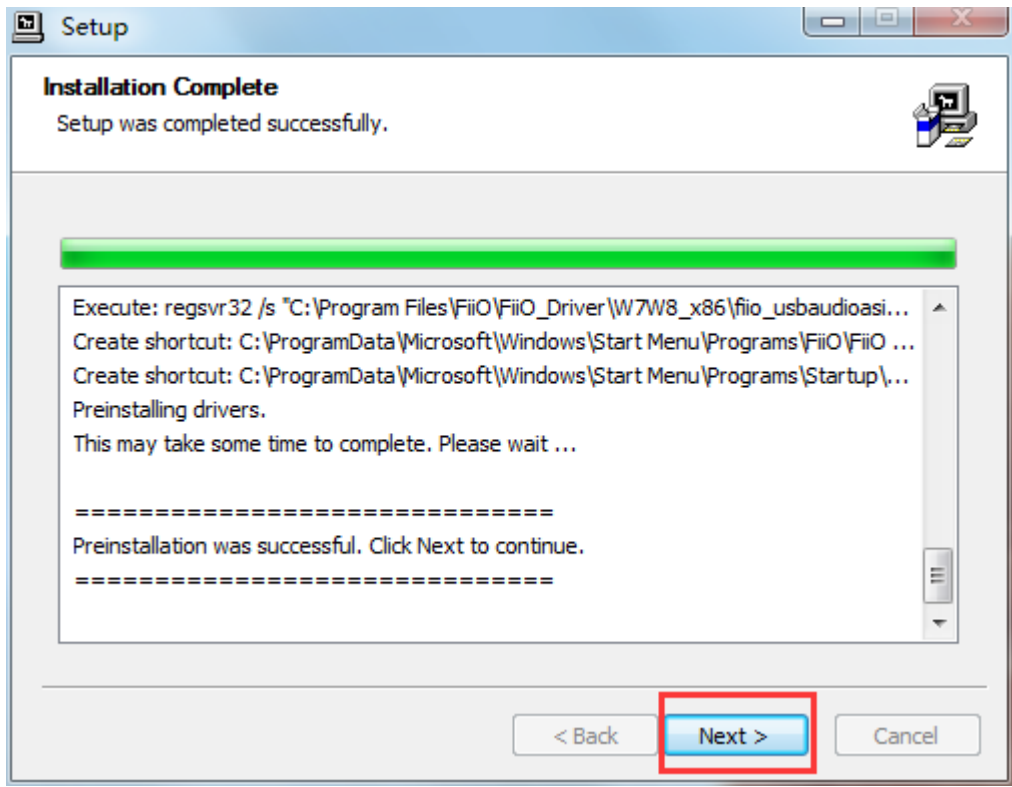 Setup
Installation Complete
Setup was completed successfully.
Execute: regsvr32 /s "C:\Program Files\FiiO\FiiO_Driver\W7W8_x86\fiio_usbaudioasi...
Create shortcut: C:\ProgramData\Microsoft\Windows\Start Menu\Programs\FiiO\FiiO ...
Create shortcut: C:\ProgramData\Microsoft\Windows\Start Menu\Programs\Startup\...
Preinstalling drivers.
This may take some time to complete. Please wait ...
==============================
Preinstallation was successful. Click Next to continue.
==============================
< Back Next > Cancel